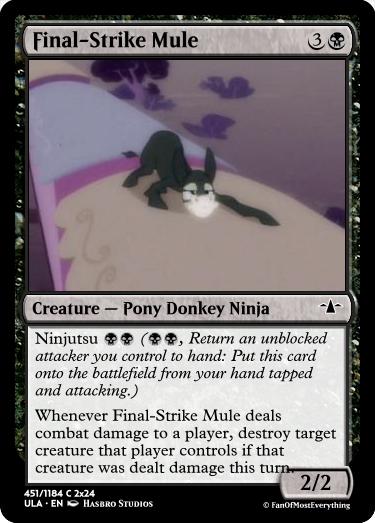 Final-Strike Mule 3
Creature — Pony Donkey Ninja
Ninjutsu (, Return an unblocked
attacker you control to hand: Put this card
onto the battlefield from your hand tapped
and attacking.)
Whenever Final-Strike Mule deals
combat damage to a player, destroy target
creature that player controls if that
creature was dealt damage this turn.
2/2
451/1184 C 2x24
ULA • EN Hasbro Studios
© FanOfMostEverything